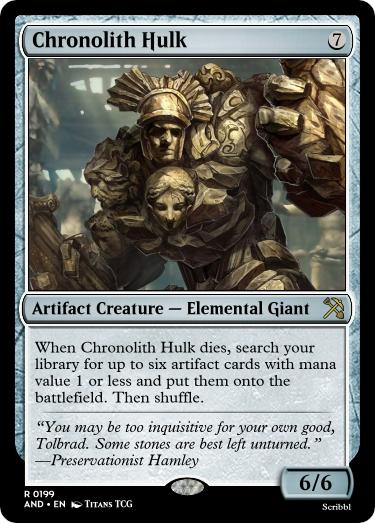 Chronolith Hulk 7
Artifact Creature — Elemental Giant
When Chronolith Hulk dies, search your
library for up to six artifact cards with mana
value 1 or less and put them onto the
battlefield. Then shuffle.
“You may be too inquisitive for your own good,
Tolbrad. Some stones are best left unturned.”
—Preservationist Hamley
6/6
R 0199
AND • EN Titans TCG
Scribbl